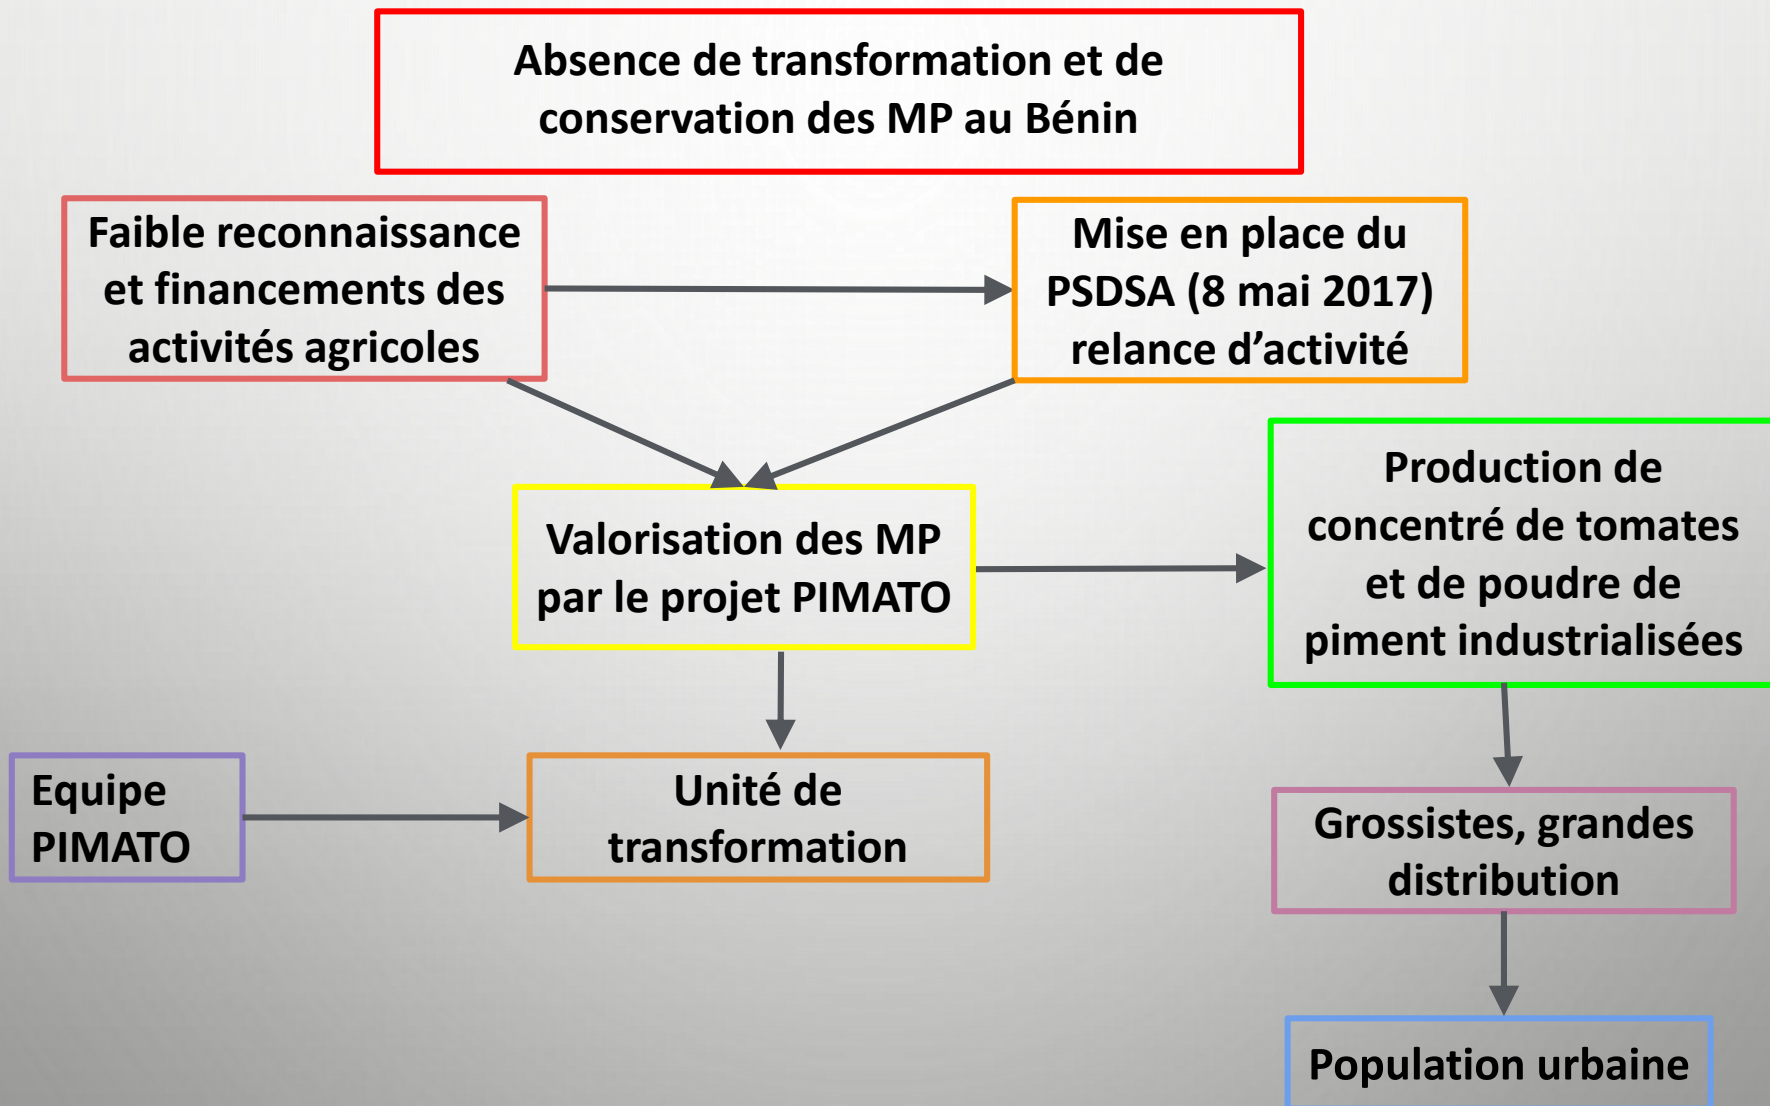 Absence de transformation et de
conservation des MP au Bénin
Faible reconnaissance
et financements des
activités agricoles
Mise en place du
PSDSA (8 mai 2017)
relance d’activité
Valorisation des MP
par le projet PIMATO
Production de
concentré de tomates
et de poudre de
piment industrialisées
Equipe
PIMATO
Unité de
transformation
Grossistes, grandes
distribution
Population urbaine